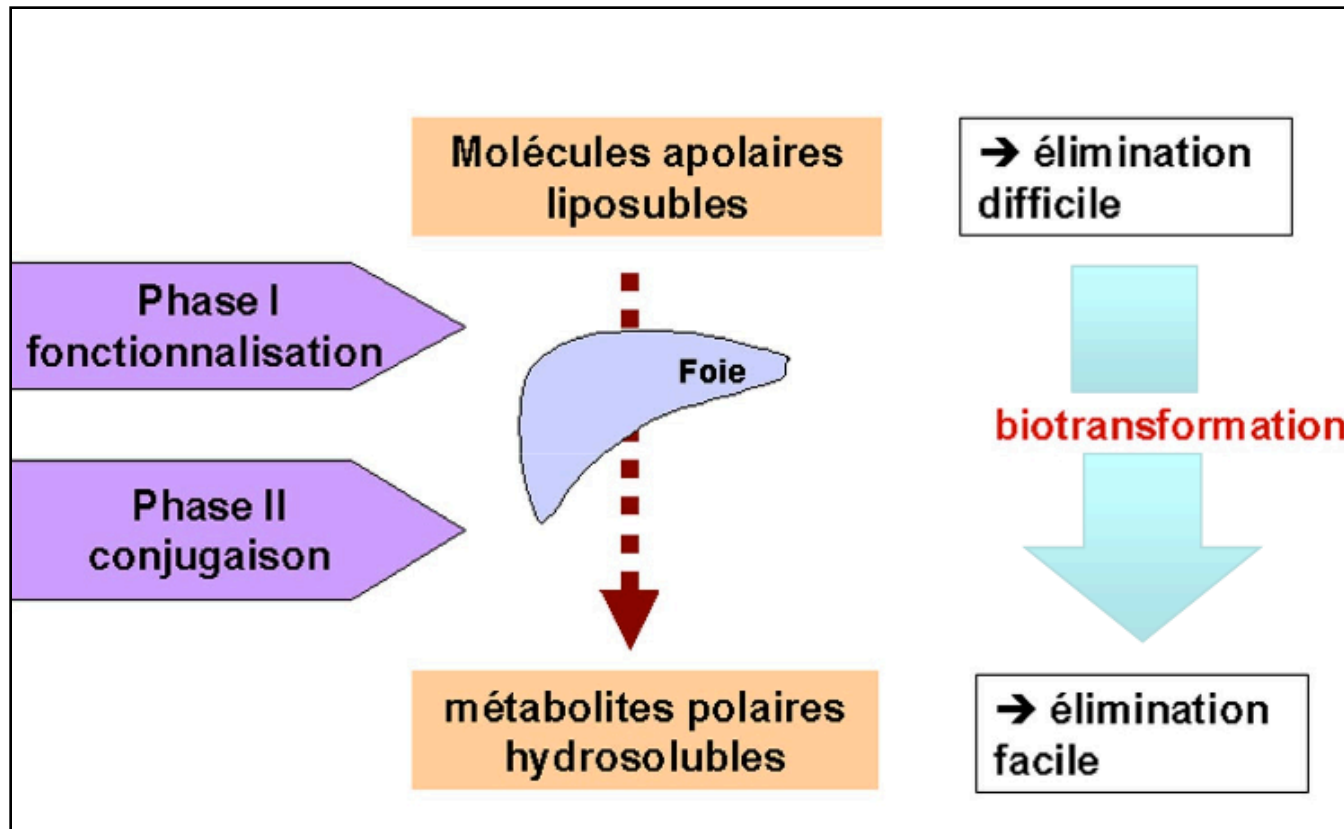 Molécules apolaires
liposubles
➔ élimination
difficile
Phase I
fonctionnalisation
Foie
biotransformation
Phase II
conjugaison
métabolites polaires
hydrosolubles
➔ élimination
facile